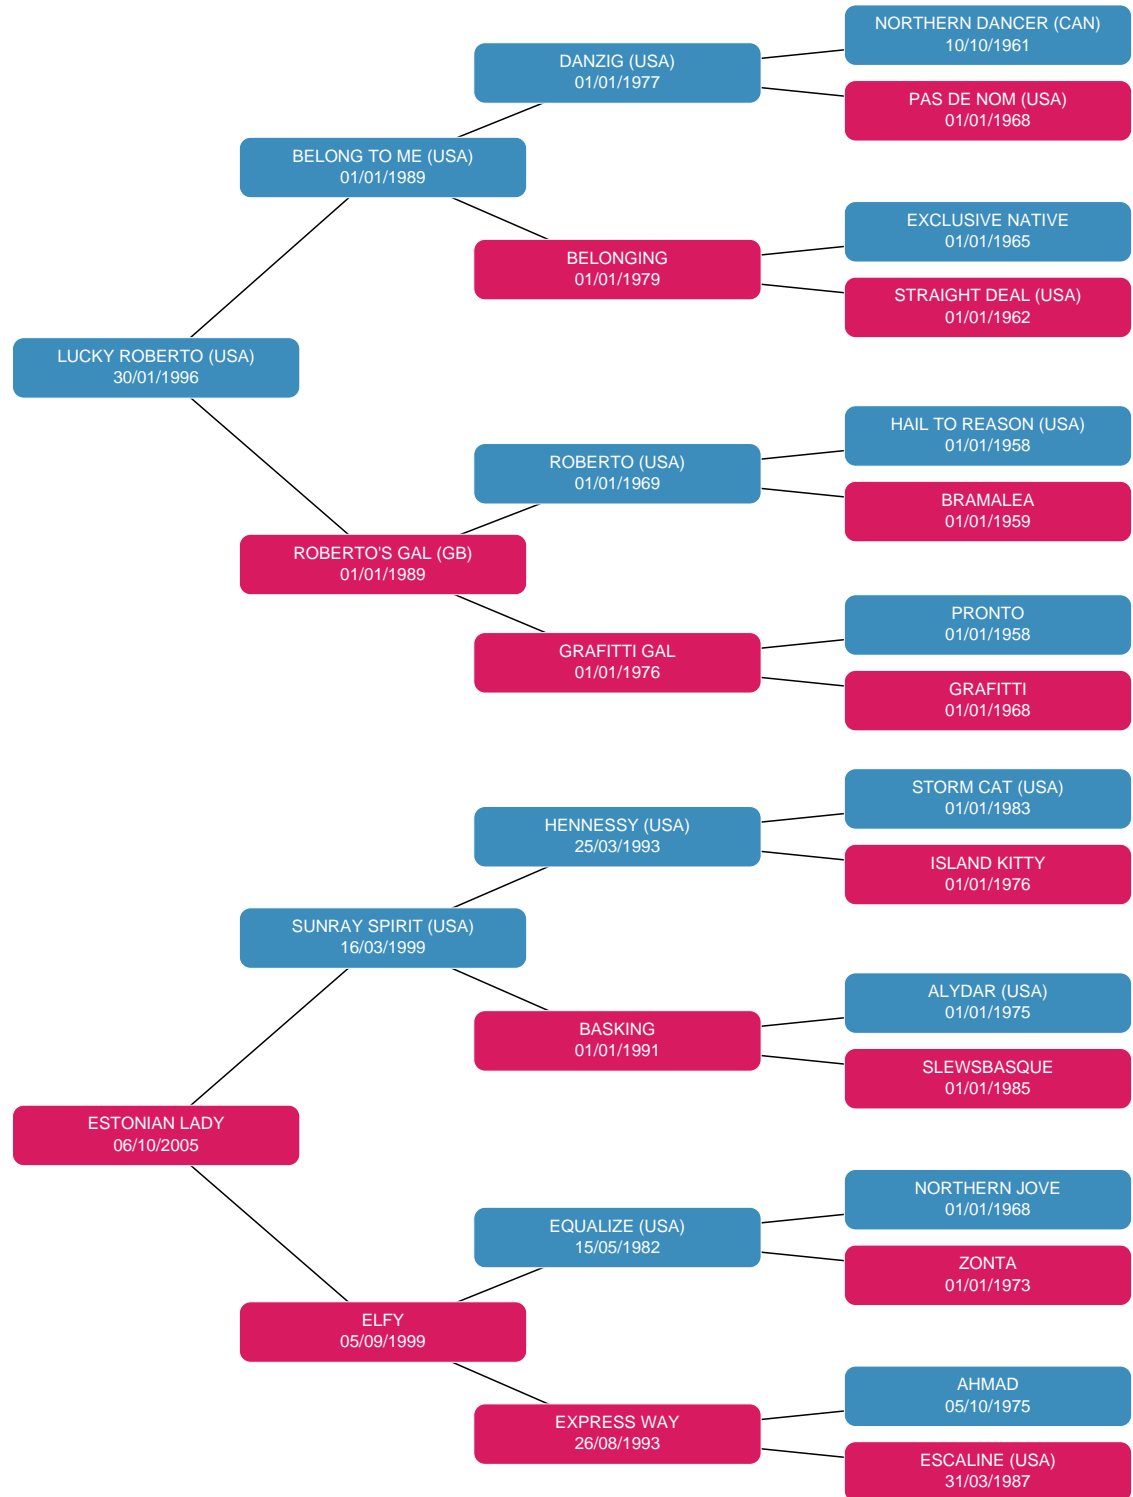 NORTHERN DANCER (CAN)
10/10/1961
DANZIG (USA)
01/01/1977
PAS DE NOM (USA)
01/01/1968
BELONG TO ME (USA)
01/01/1989
EXCLUSIVE NATIVE
01/01/1965
BELONGING
01/01/1979
STRAIGHT DEAL (USA)
01/01/1962
LUCKY ROBERTO (USA)
30/01/1996
HAIL TO REASON (USA)
01/01/1958
ROBERTO (USA)
01/01/1969
BRAMALEA
01/01/1959
ROBERTO'S GAL (GB)
01/01/1989
PRONTO
01/01/1958
GRAFITTI GAL
01/01/1976
GRAFITTI
01/01/1968
STORM CAT (USA)
01/01/1983
HENNESSY (USA)
25/03/1993
ISLAND KITTY
01/01/1976
SUNRAY SPIRIT (USA)
16/03/1999
ALYDAR (USA)
01/01/1975
BASKING
01/01/1991
SLEWSBASQUE
01/01/1985
ESTONIAN LADY
06/10/2005
NORTHERN JOVE
01/01/1968
EQUALIZE (USA)
15/05/1982
ZONTA
01/01/1973
ELFY
05/09/1999
AHMAD
05/10/1975
EXPRESS WAY
26/08/1993
ESCALINE (USA)
31/03/1987